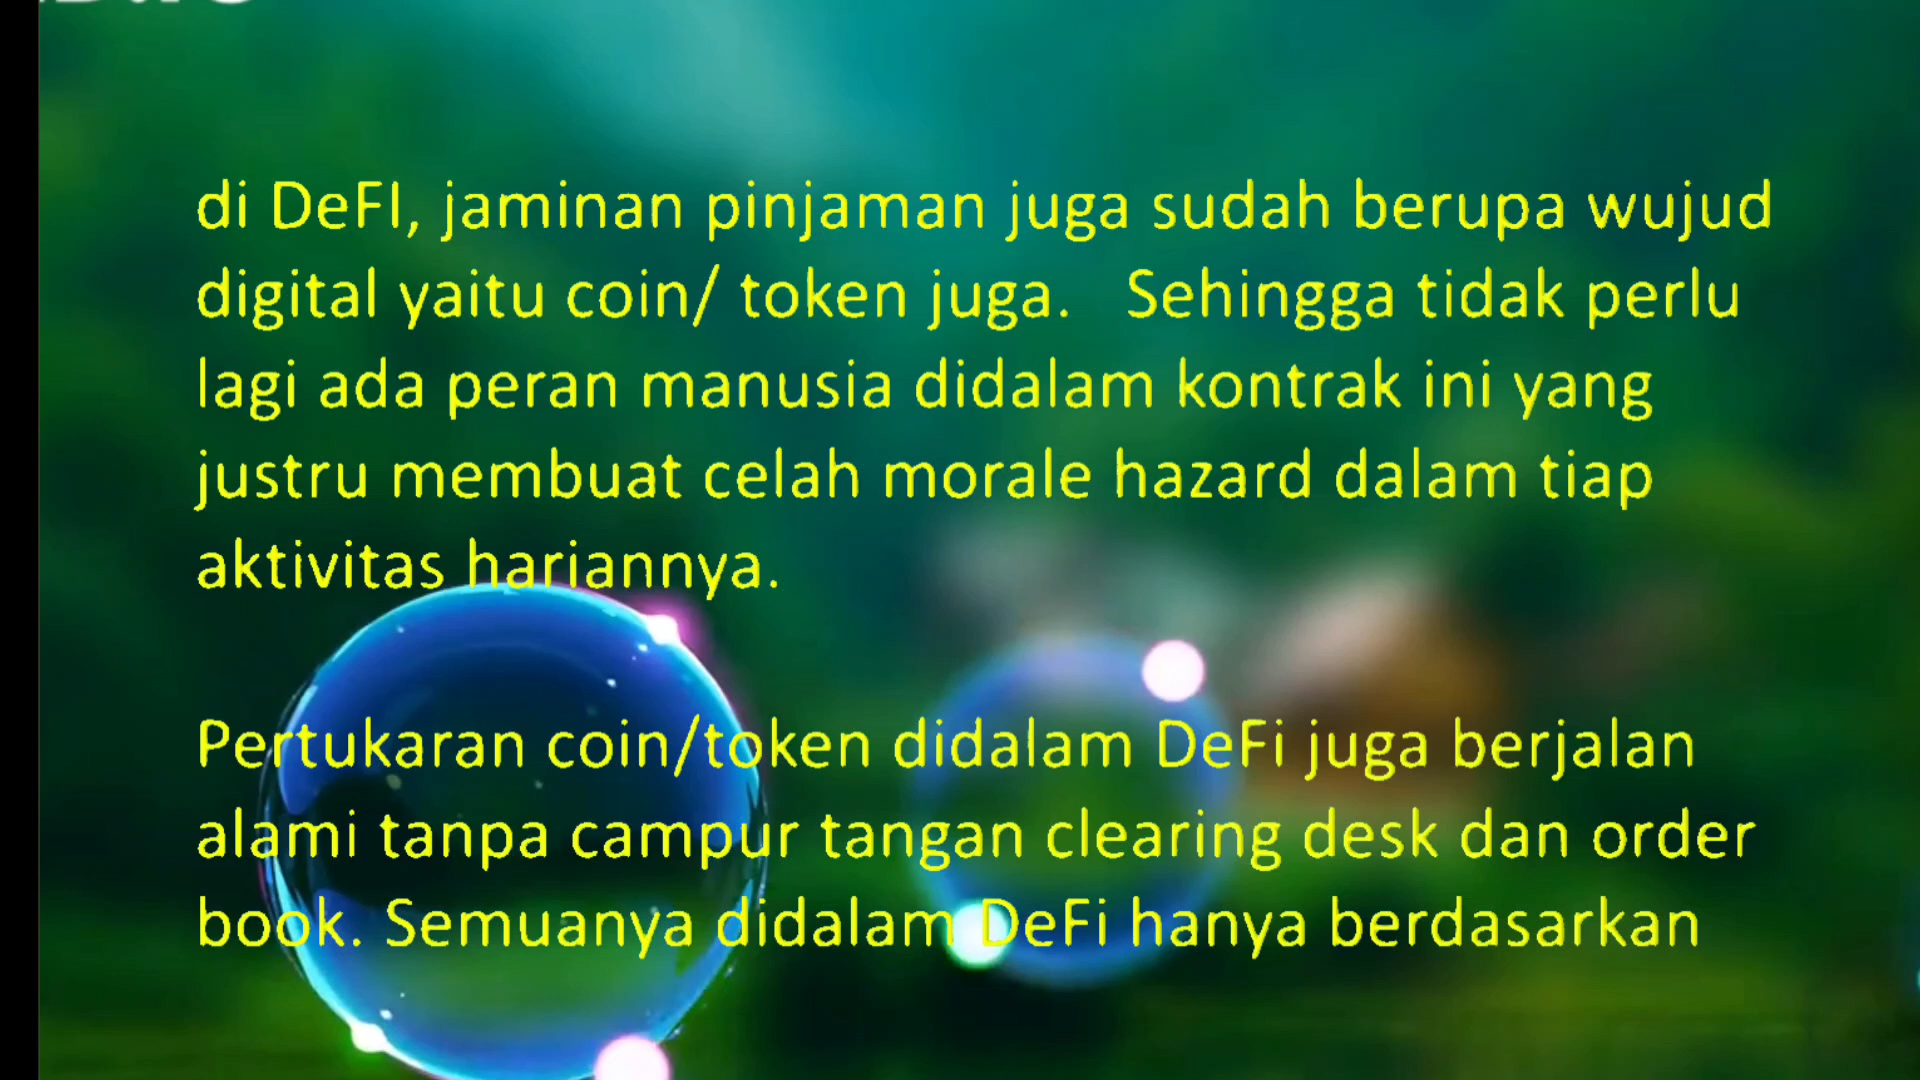 di DeFI, jaminan pinjaman juga sudah berupa wujud
digital yaitu coin/ token juga.   Sehingga tidak perlu
lagi ada peran manusia didalam kontrak ini yang
justru membuat celah morale hazard dalam tiap
aktivitas hariannya.
Pertukaran coin/token didalam DeFi juga berjalan
alami tanpa campur tangan clearing desk dan order
book. Semuanya didalam DeFi hanya berdasarkan